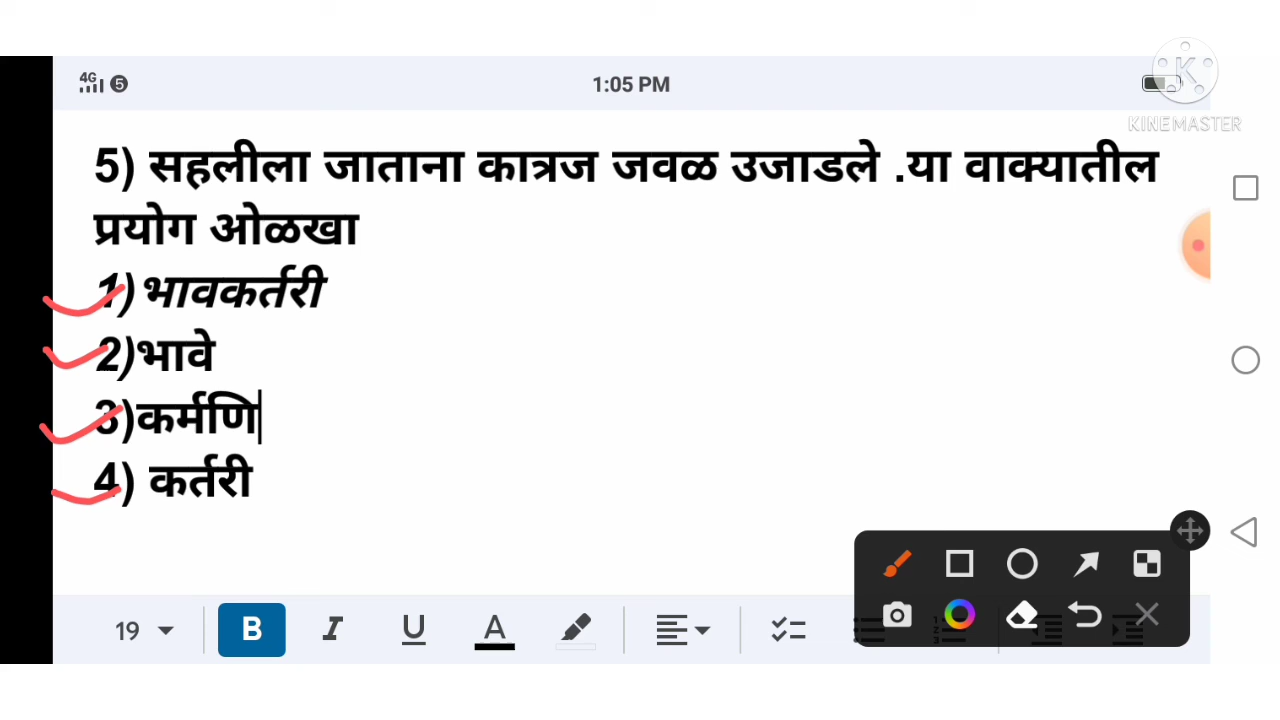 4G 5 1:05 PM
KINEMASTER
5) सहलीला जाताना कात्रज जवळ उजाडले .या वाक्यातील
प्रयोग ओळखा
1)भावकर्तरी
2)भावे
3)कर्मणि
4) कर्तरी
19 B I U A